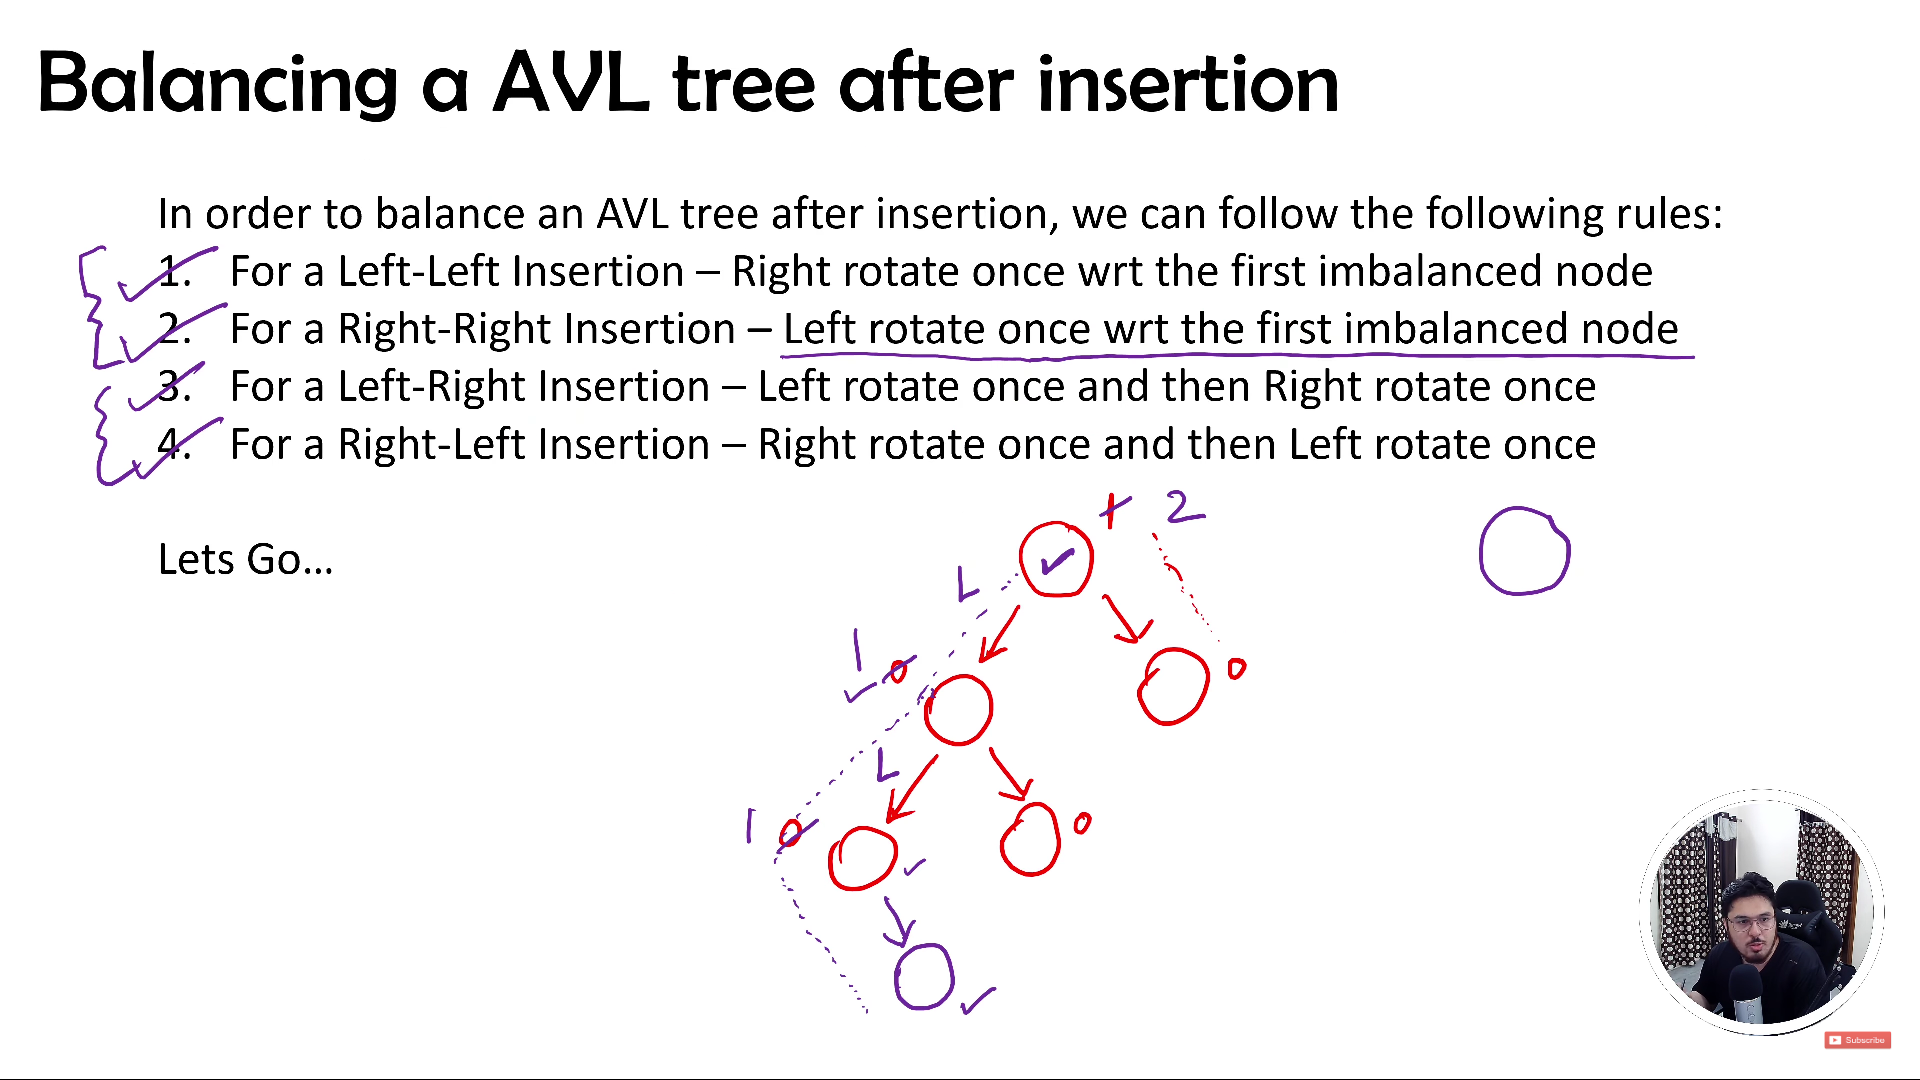 Balancing a AVL tree after insertion
In order to balance an AVL tree after insertion, we can follow the following rules:
1. For a Left-Left Insertion – Right rotate once wrt the first imbalanced node
2. For a Right-Right Insertion – Left rotate once wrt the first imbalanced node
3. For a Left-Right Insertion – Left rotate once and then Right rotate once
4. For a Right-Left Insertion – Right rotate once and then Left rotate once
Lets Go...
1 2
L
1 0
0
L
1 0
0
Subscribe